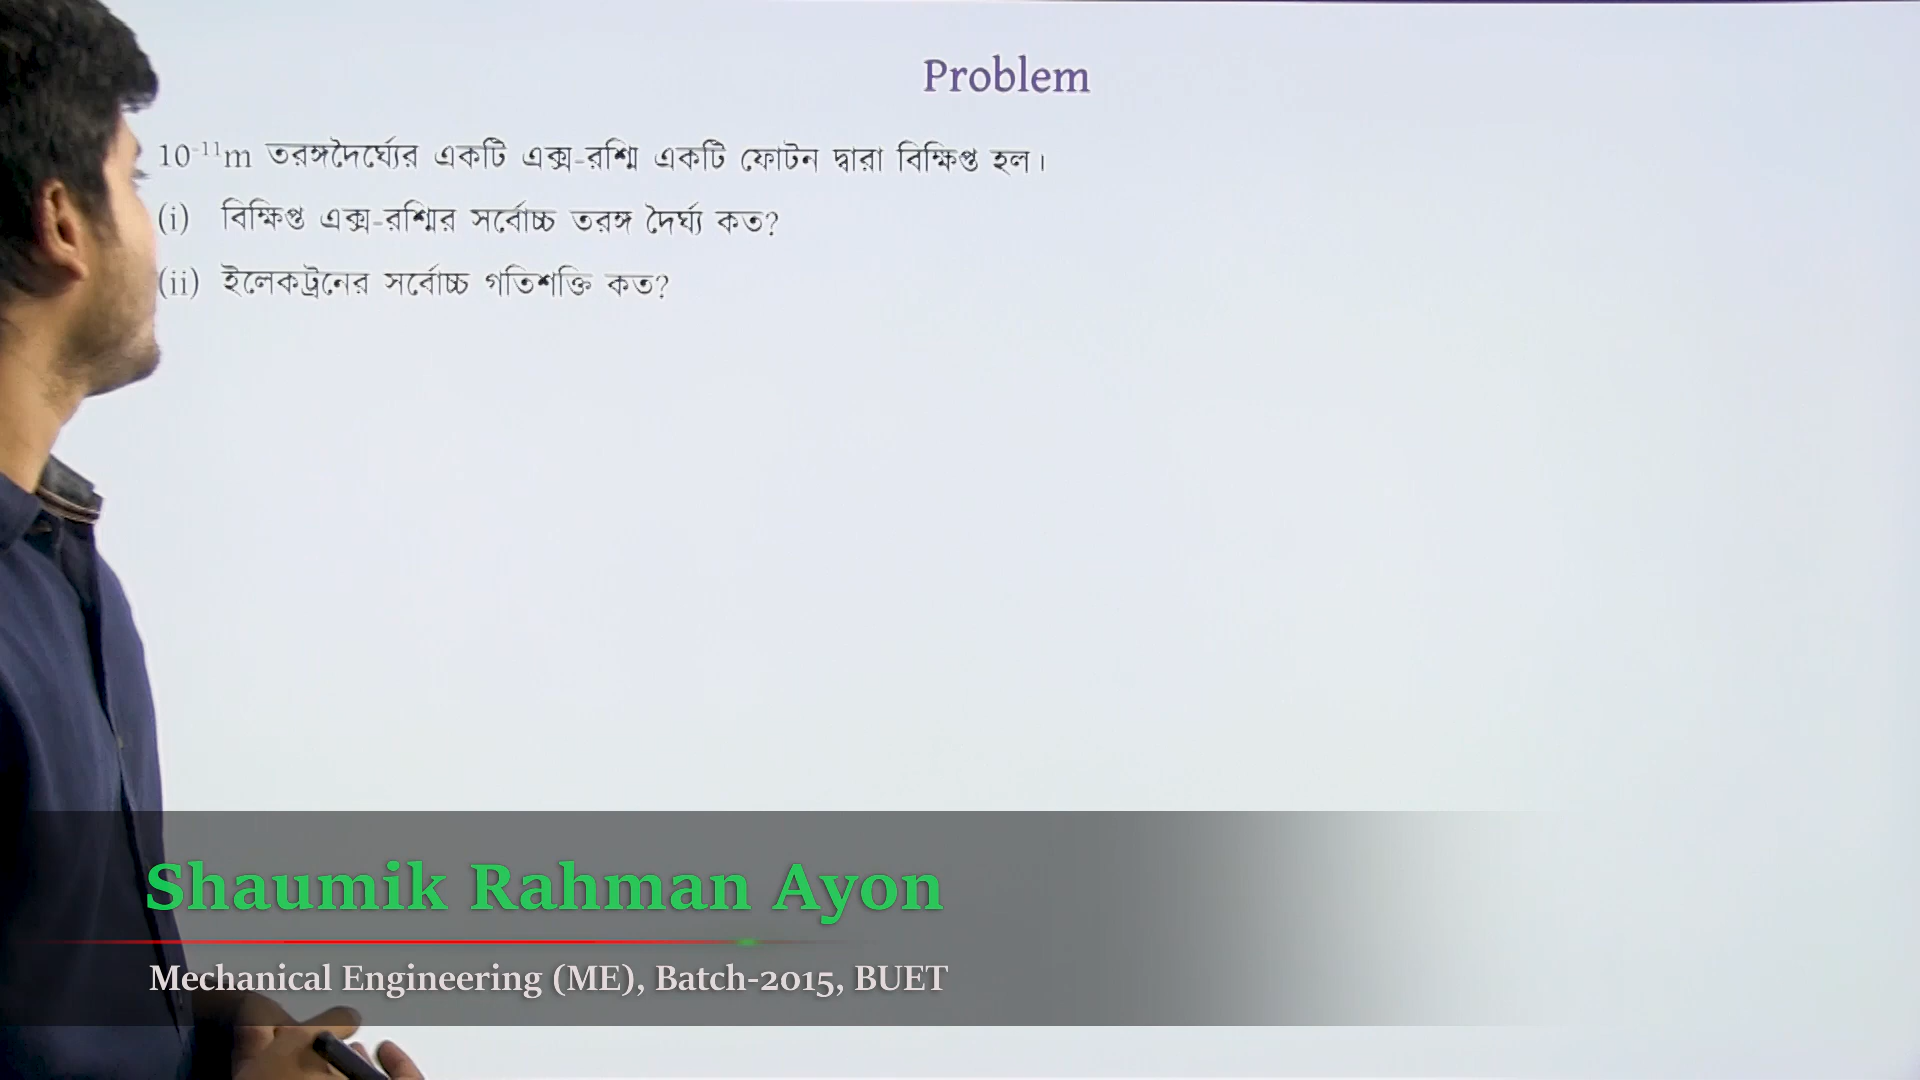 Problem
10⁻¹¹m তরঙ্গদৈর্ঘ্যের একটি এক্স-রশ্মি একটি ফোটন দ্বারা বিক্ষিপ্ত হল।
(i) বিক্ষিপ্ত এক্স-রশ্মির সর্বোচ্চ তরঙ্গ দৈর্ঘ্য কত?
(ii) ইলেকট্রনের সর্বোচ্চ গতিশক্তি কত?
Shaumik Rahman Ayon
Mechanical Engineering (ME), Batch-2015, BUET